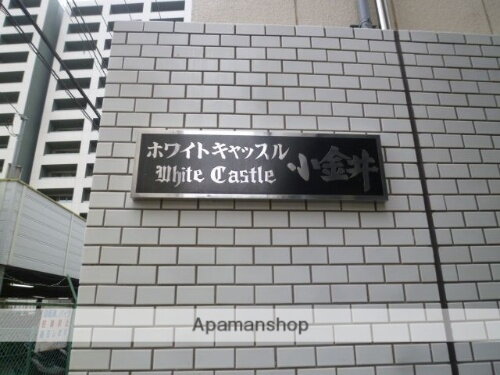 ホワイトキャッスル
White Castle
小金井
Apamanshop